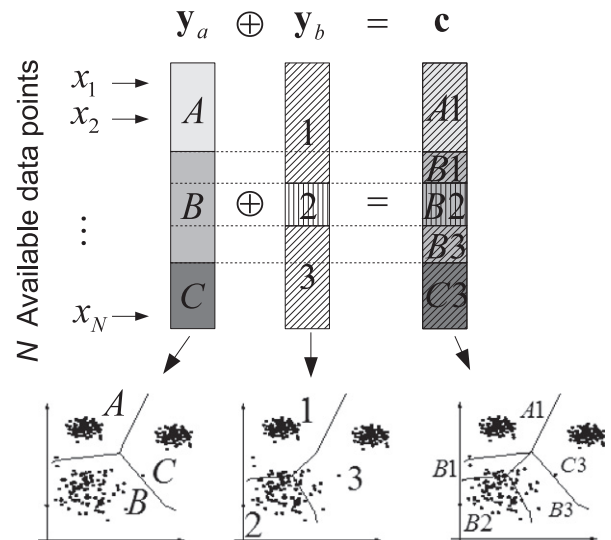 y_a ⊕ y_b = c
N Available data points
x_1
x_2
⋮
x_N
A
B
C
⊕
1
2
3
=
A1
B1
B2
B3
C3
A
C
B
1
3
2
A1
C3
B1
B3
B2